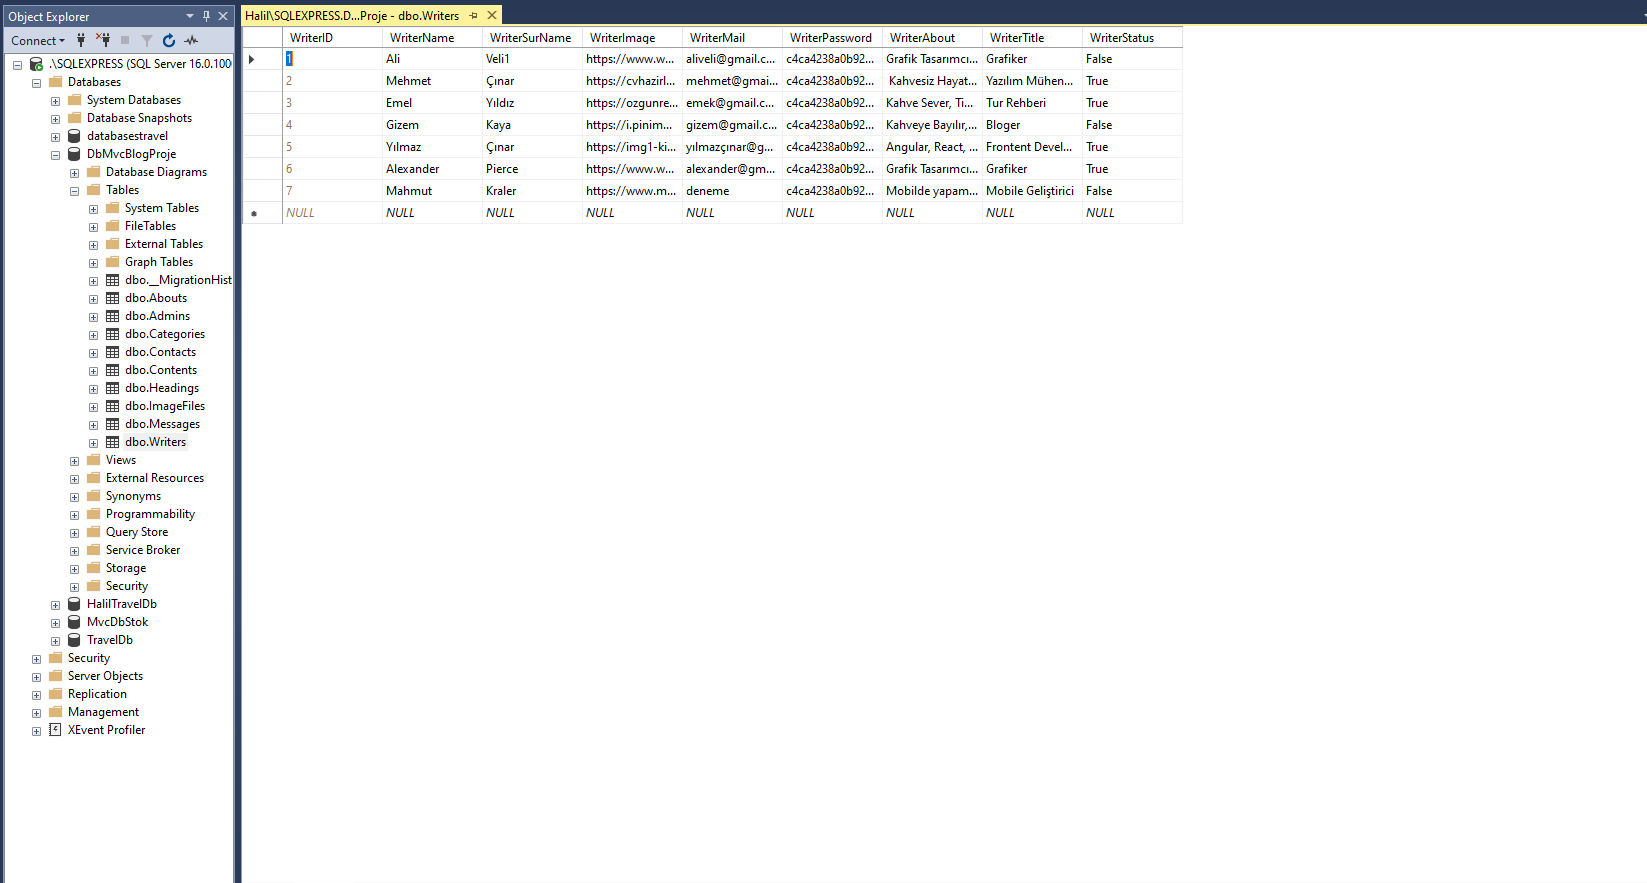 Object Explorer
Connect
.\SQLEXPRESS (SQL Server 16.0.100
Databases
System Databases
Database Snapshots
databasestravel
DbMvcBlogProje
Database Diagrams
Tables
System Tables
FileTables
External Tables
Graph Tables
dbo.__MigrationHist
dbo.Abouts
dbo.Admins
dbo.Categories
dbo.Contacts
dbo.Contents
dbo.Headings
dbo.ImageFiles
dbo.Messages
dbo.Writers
Views
External Resources
Synonyms
Programmability
Query Store
Service Broker
Storage
Security
HalilTravelDb
MvcDbStok
TravelDb
Security
Server Objects
Replication
Management
XEvent Profiler
Halil\SQLEXPRESS.D...Proje - dbo.Writers
WriterID WriterName WriterSurName WriterImage WriterMail WriterPassword WriterAbout WriterTitle WriterStatus
1 Ali Veli1 https://www.w... aliveli@gmail.c... c4ca4238a0b92... Grafik Tasarımcı... Grafiker False
2 Mehmet Çınar https://cvhazirl... mehmet@gmai... c4ca4238a0b92... Kahvesiz Hayat... Yazılım Mühen... True
3 Emel Yıldız https://ozgunre... emek@gmail.c... c4ca4238a0b92... Kahve Sever, Ti... Tur Rehberi True
4 Gizem Kaya https://i.pinim... gizem@gmail.c... c4ca4238a0b92... Kahveye Bayılır,... Bloger False
5 Yılmaz Çınar https://img1-ki... yılmazçınar@g... c4ca4238a0b92... Angular, React, ... Frontent Devel... True
6 Alexander Pierce https://www.w... alexander@gm... c4ca4238a0b92... Grafik Tasarımcı... Grafiker True
7 Mahmut Kraler https://www.m... deneme c4ca4238a0b92... Mobilde yapam... Mobile Geliştirici False
NULL NULL NULL NULL NULL NULL NULL NULL NULL